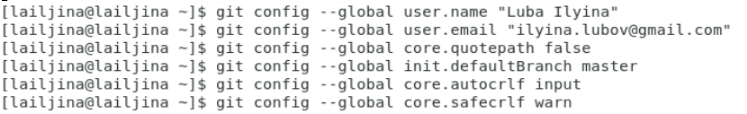 [lailjina@lailjina ~]$ git config --global user.name "Luba Ilyina"
[lailjina@lailjina ~]$ git config --global user.email "ilyina.lubov@gmail.com"
[lailjina@lailjina ~]$ git config --global core.quotepath false
[lailjina@lailjina ~]$ git config --global init.defaultBranch master
[lailjina@lailjina ~]$ git config --global core.autocrlf input
[lailjina@lailjina ~]$ git config --global core.safecrlf warn